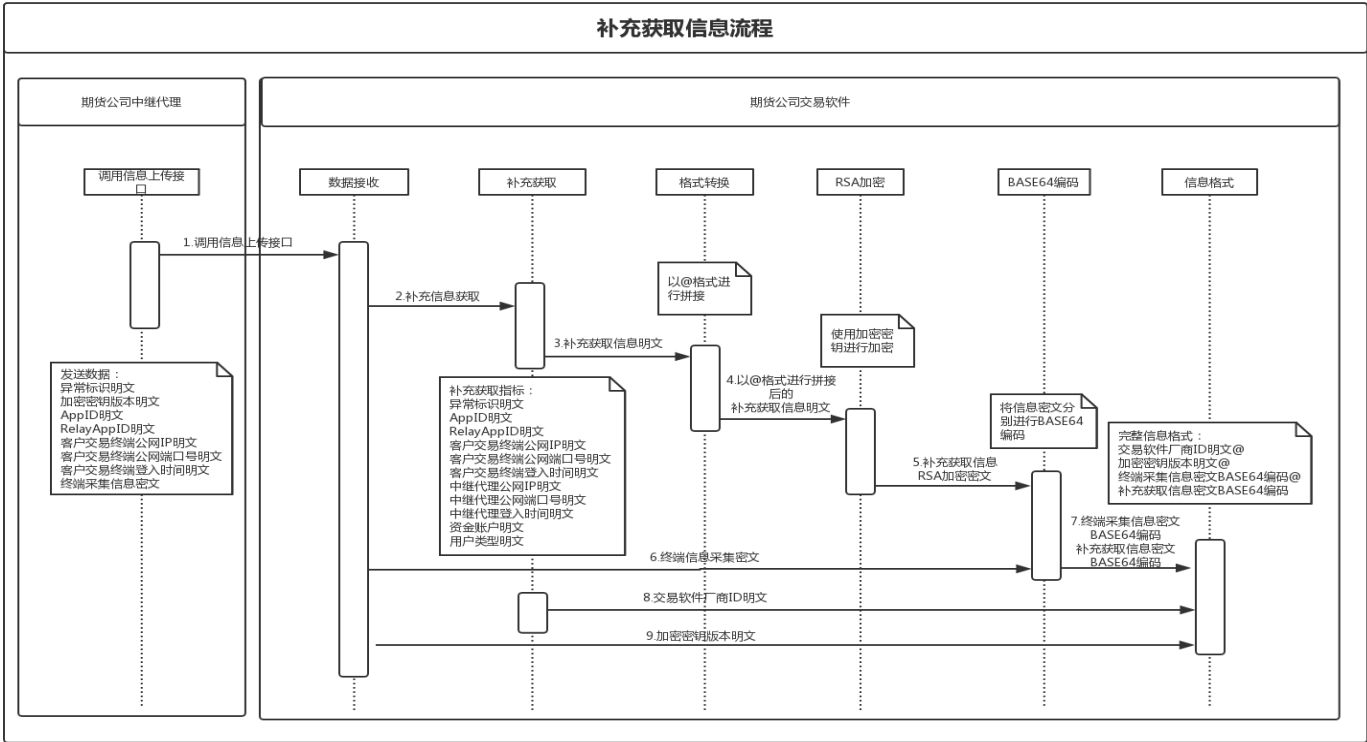 补充获取信息流程
期货公司中继代理
期货公司交易软件
调用信息上传接
口
数据接收
补充获取
格式转换
RSA加密
BASE64编码
信息格式
1.调用信息上传接口
以@格式进
行拼接
2.补充信息获取
使用加密密
钥进行加密
3.补充获取信息明文
发送数据：
异常标识明文
加密密钥版本明文
AppID明文
RelayAppID明文
客户交易终端公网IP明文
客户交易终端公网端口号明文
客户交易终端登入时间明文
终端采集信息密文
补充获取指标：
异常标识明文
AppID明文
RelayAppID明文
客户交易终端公网IP明文
客户交易终端公网端口号明文
客户交易终端登入时间明文
中继代理公网IP明文
中继代理公网端口号明文
中继代理登入时间明文
资金账户明文
用户类型明文
4.以@格式进行拼接
后的
补充获取信息明文
将信息密文分
别进行BASE64
编码
完整信息格式：
交易软件厂商ID明文@
加密密钥版本明文@
终端采集信息密文BASE64编码@
补充获取信息密文BASE64编码
5.补充获取信息
RSA加密密文
6.终端信息采集密文
7.终端采集信息密文
BASE64编码
补充获取信息密文
BASE64编码
8.交易软件厂商ID明文
9.加密密钥版本明文